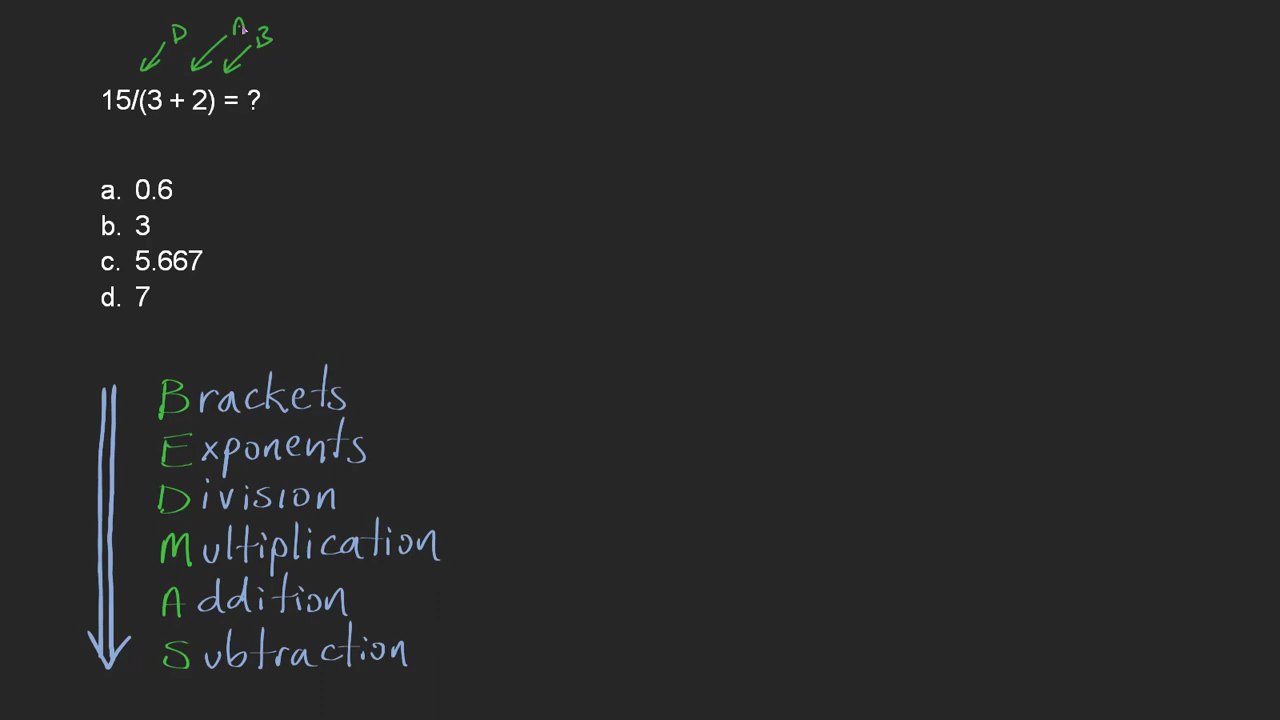 D A B
15/(3 + 2) = ?
a. 0.6
b. 3
c. 5.667
d. 7
Brackets
Exponents
Division
Multiplication
Addition
Subtraction